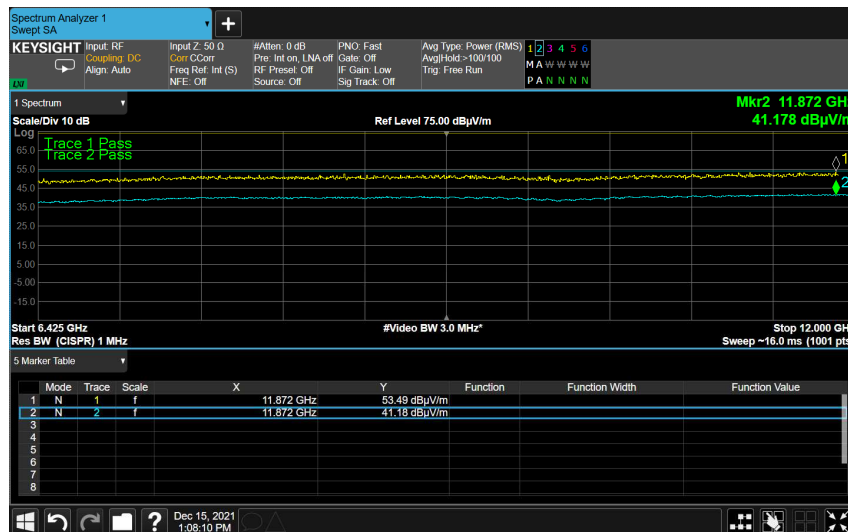 Spectrum Analyzer 1
Swept SA
+
KEYSIGHT Input: RF Input Z: 50 Ω #Atten: 0 dB PNO: Fast Avg Type: Power (RMS) 1 2 3 4 5 6
Coupling: DC Corr CCorr Pre: Int on, LNA off Gate: Off Avg|Hold:>100/100 M A W W W W
Align: Auto Freq Ref: Int (S) RF Presel: Off IF Gain: Low Trig: Free Run
NFE: Off Source: Off Sig Track: Off P A N N N N
LXI
1 Spectrum Mkr2 11.872 GHz
Scale/Div 10 dB Ref Level 75.00 dBµV/m 41.178 dBµV/m
Log
Trace 1 Pass
65.0
Trace 2 Pass
1
55.0
2
45.0
35.0
25.0
15.0
5.00
-5.00
-15.0
Start 6.425 GHz #Video BW 3.0 MHz* Stop 12.000 GH
Res BW (CISPR) 1 MHz Sweep ~16.0 ms (1001 pts
5 Marker Table
Mode Trace Scale X Y Function Function Width Function Value
1 N 1 f 11.872 GHz 53.49 dBµV/m
2 N 2 f 11.872 GHz 41.18 dBµV/m
3
4
5
6
7
8
? Dec 15, 2021
1:08:10 PM